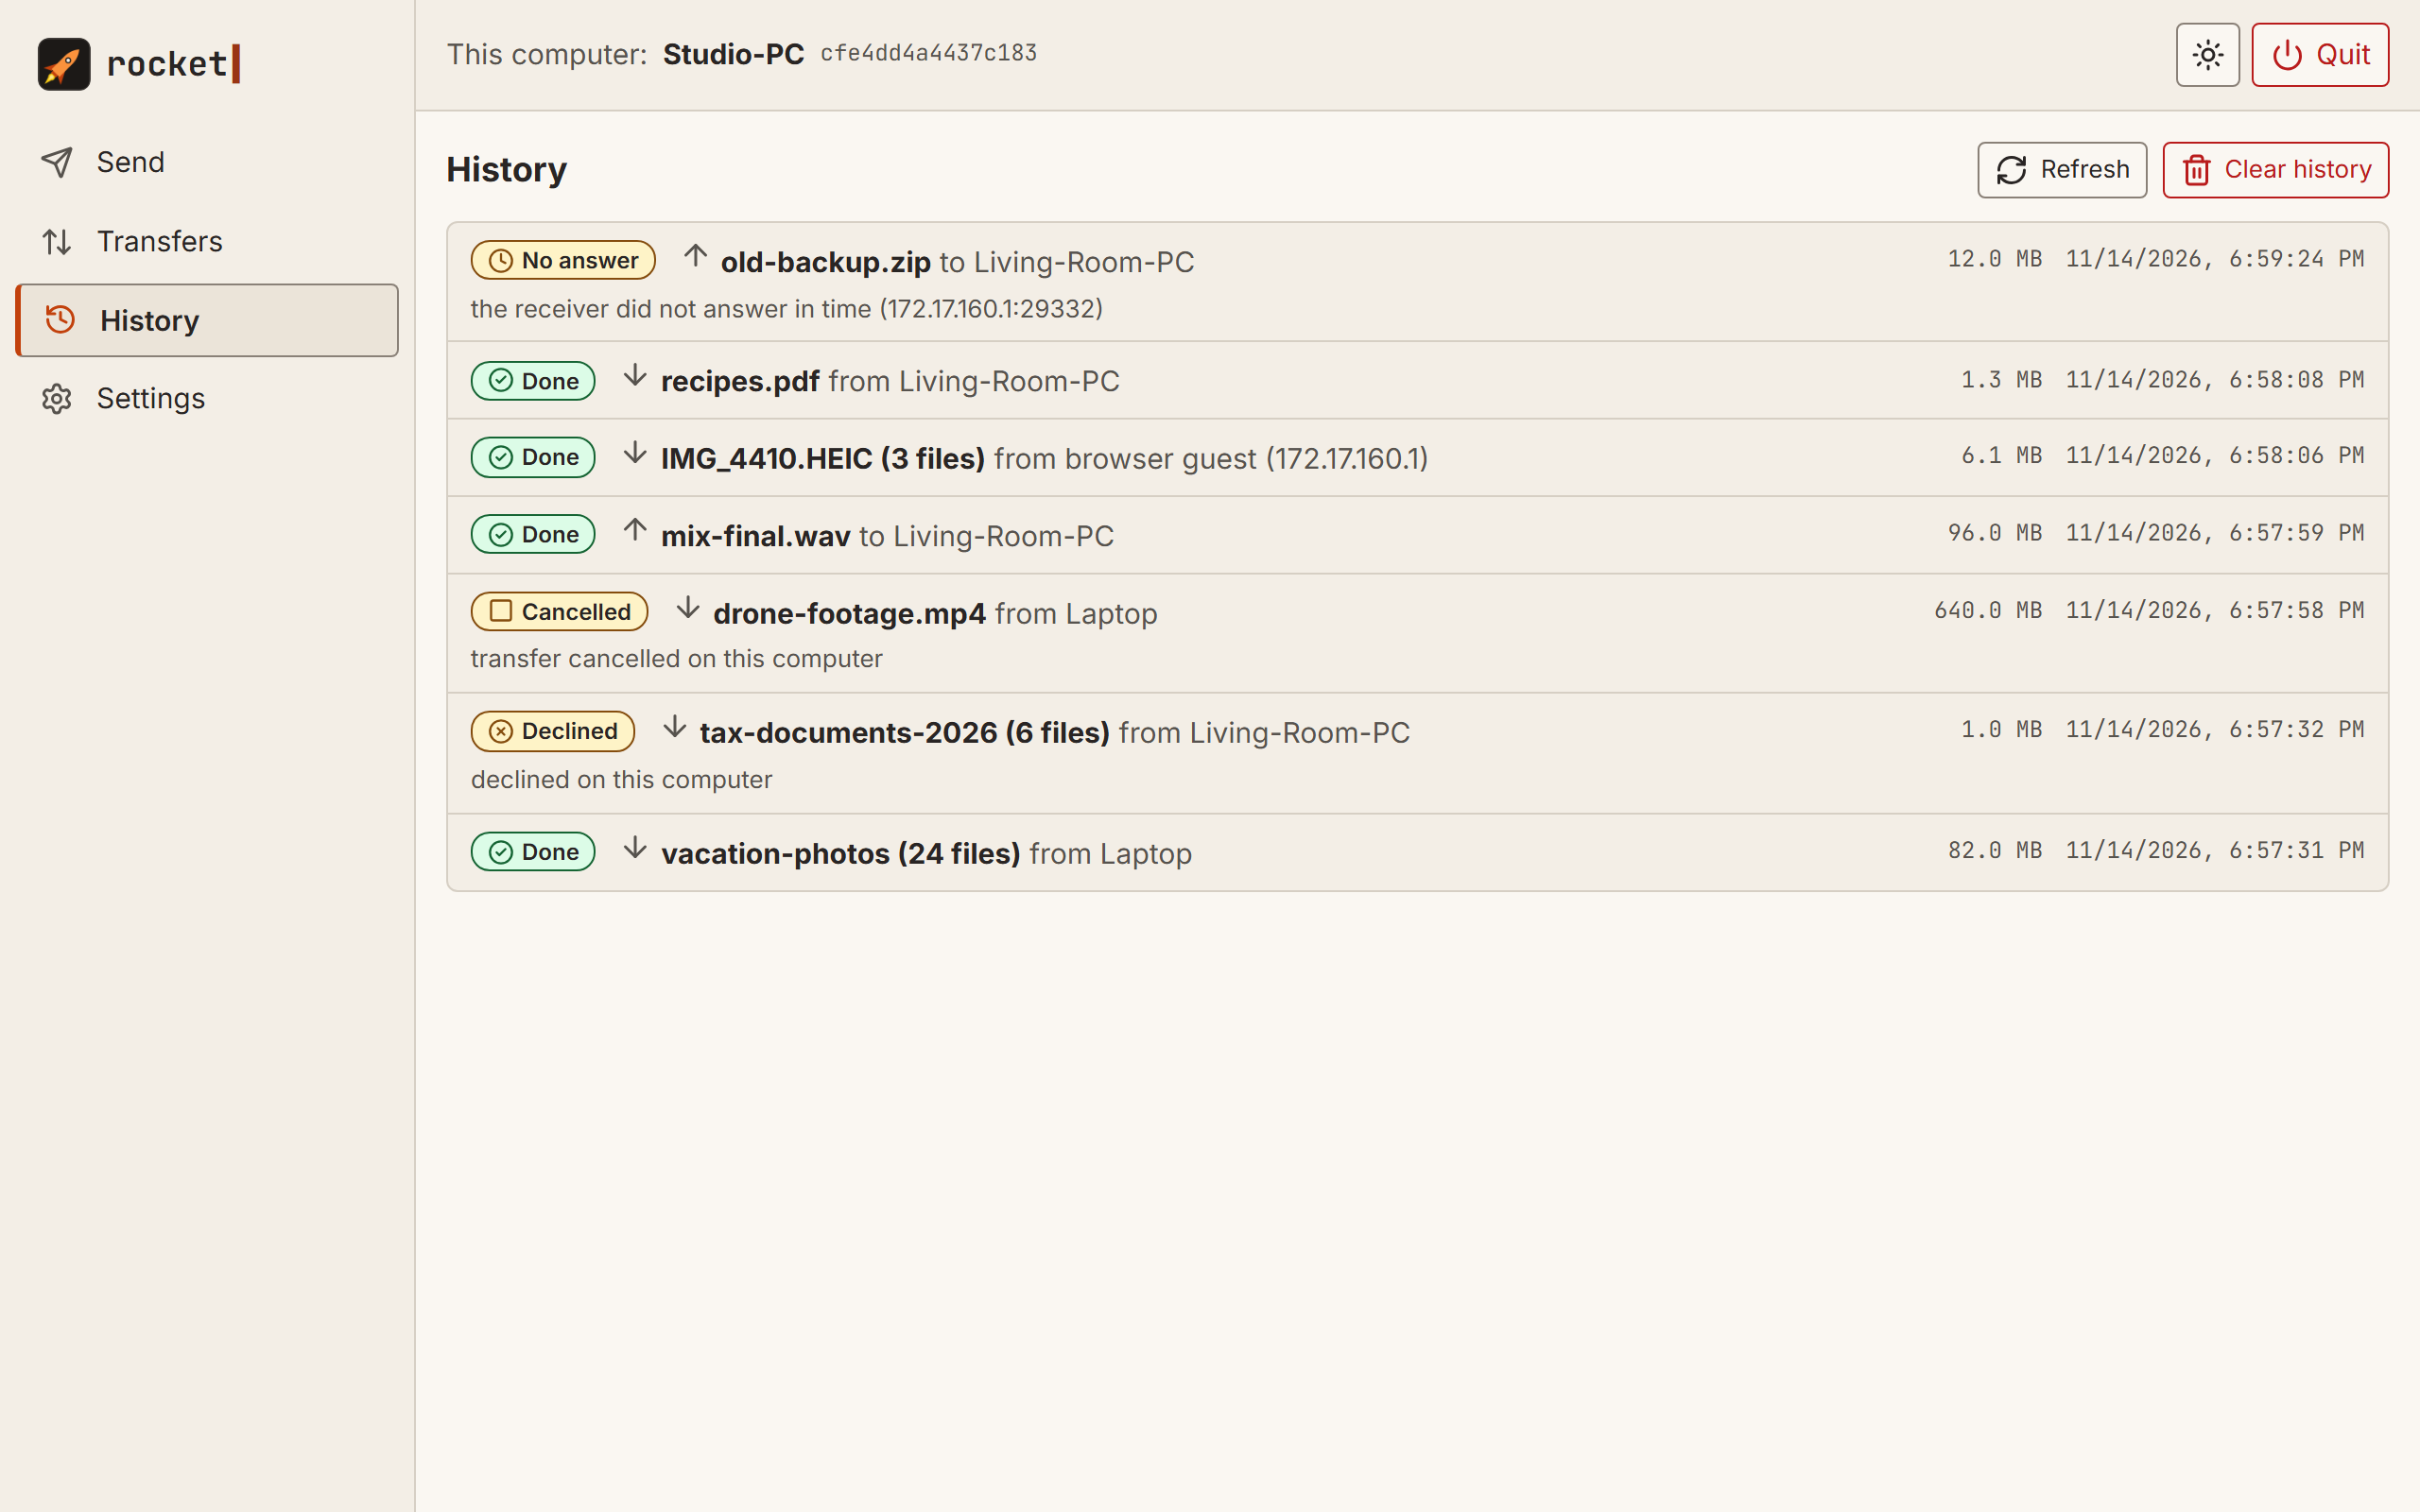 rocket
This computer: Studio-PC cfe4dd4a4437c183
Quit
Send
Transfers
History
Settings
History
Refresh
Clear history
No answer old-backup.zip to Living-Room-PC 12.0 MB 11/14/2026, 6:59:24 PM
the receiver did not answer in time (172.17.160.1:29332)
Done recipes.pdf from Living-Room-PC 1.3 MB 11/14/2026, 6:58:08 PM
Done IMG_4410.HEIC (3 files) from browser guest (172.17.160.1) 6.1 MB 11/14/2026, 6:58:06 PM
Done mix-final.wav to Living-Room-PC 96.0 MB 11/14/2026, 6:57:59 PM
Cancelled drone-footage.mp4 from Laptop 640.0 MB 11/14/2026, 6:57:58 PM
transfer cancelled on this computer
Declined tax-documents-2026 (6 files) from Living-Room-PC 1.0 MB 11/14/2026, 6:57:32 PM
declined on this computer
Done vacation-photos (24 files) from Laptop 82.0 MB 11/14/2026, 6:57:31 PM